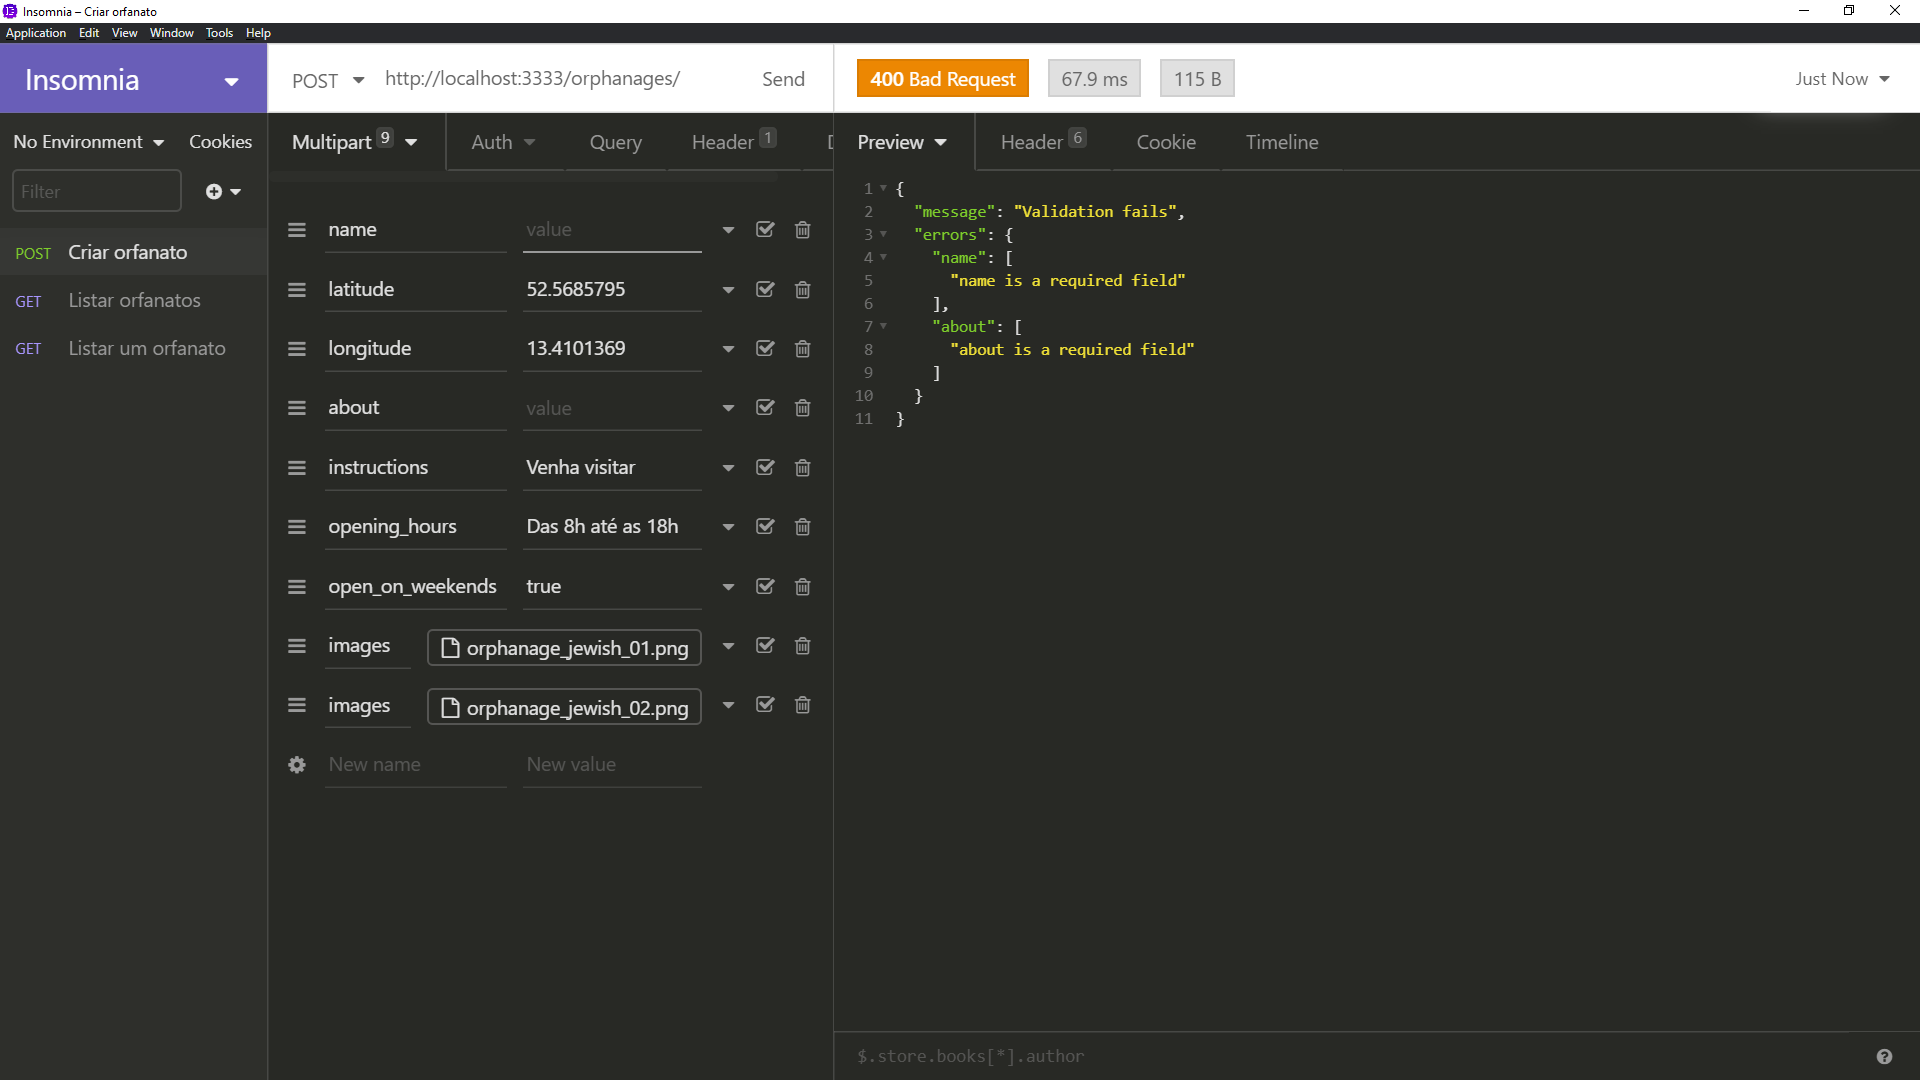 Insomnia – Criar orfanato
Application Edit View Window Tools Help
Insomnia
POST http://localhost:3333/orphanages/ Send
400 Bad Request 67.9 ms 115 B Just Now
No Environment Cookies
Filter
POST Criar orfanato
GET Listar orfanatos
GET Listar um orfanato
Multipart 9 Auth Query Header 1
name value
latitude 52.5685795
longitude 13.4101369
about value
instructions Venha visitar
opening_hours Das 8h até as 18h
open_on_weekends true
images orphanage_jewish_01.png
images orphanage_jewish_02.png
New name New value
Preview Header 6 Cookie Timeline
1 {
2 "message": "Validation fails",
3 "errors": {
4 "name": [
5 "name is a required field"
6 ],
7 "about": [
8 "about is a required field"
9 ]
10 }
11 }
$.store.books[*].author